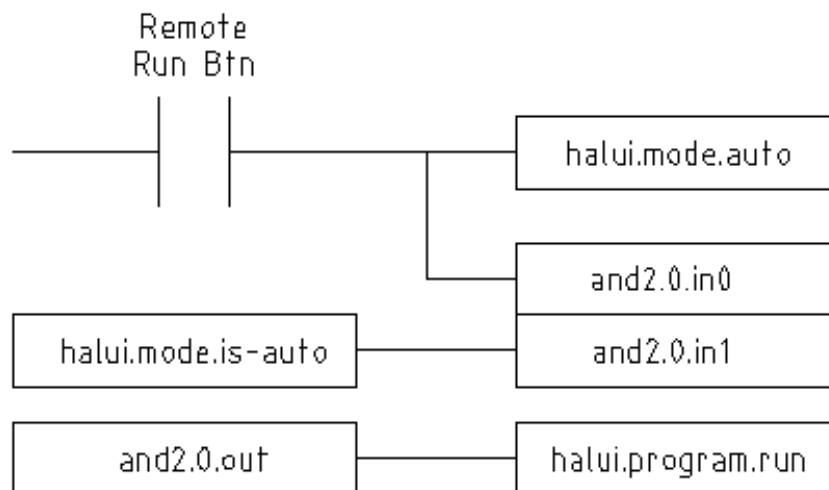 Remote
Run Btn
halui.mode.auto
and2.0.in0
halui.mode.is-auto
and2.0.in1
and2.0.out
halui.program.run